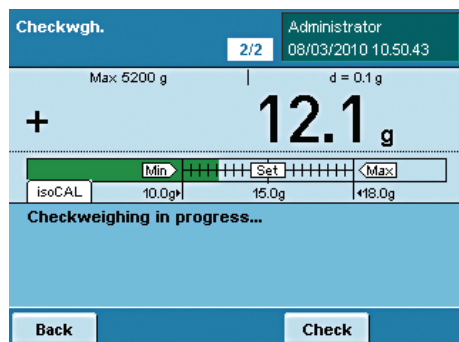 Checkwgh.
2/2
Administrator
08/03/2010 10.50.43
Max 5200 g
d = 0.1 g
+ 12.1 g
Min Set Max
isoCAL 10.0g 15.0g 18.0g
Checkweighing in progress...
Back Check